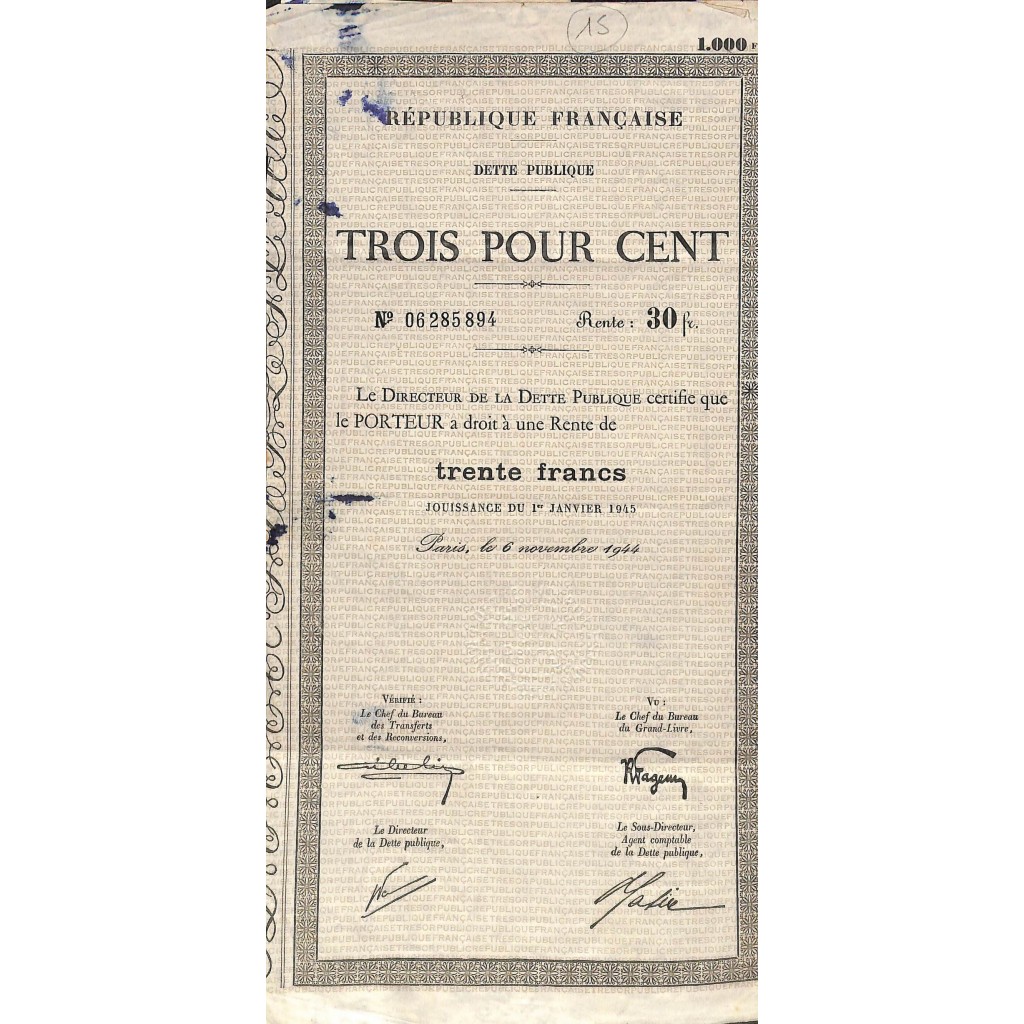 15
1.000 F
RÉPUBLIQUE FRANÇAISE
DETTE PUBLIQUE
TROIS POUR CENT
Nº 06285894 Rente : 30 fr.
Le Directeur de la Dette Publique certifie que
le PORTEUR a droit à une Rente de
trente francs
JOUISSANCE DU 1er JANVIER 1945
Paris, le 6 novembre 1944
Vérifié :
Le Chef du Bureau
des Transferts
et des Reconversions,
Vu :
Le Chef du Bureau
du Grand-Livre,
Le Directeur
de la Dette publique,
Le Sous-Directeur,
Agent comptable
de la Dette publique,